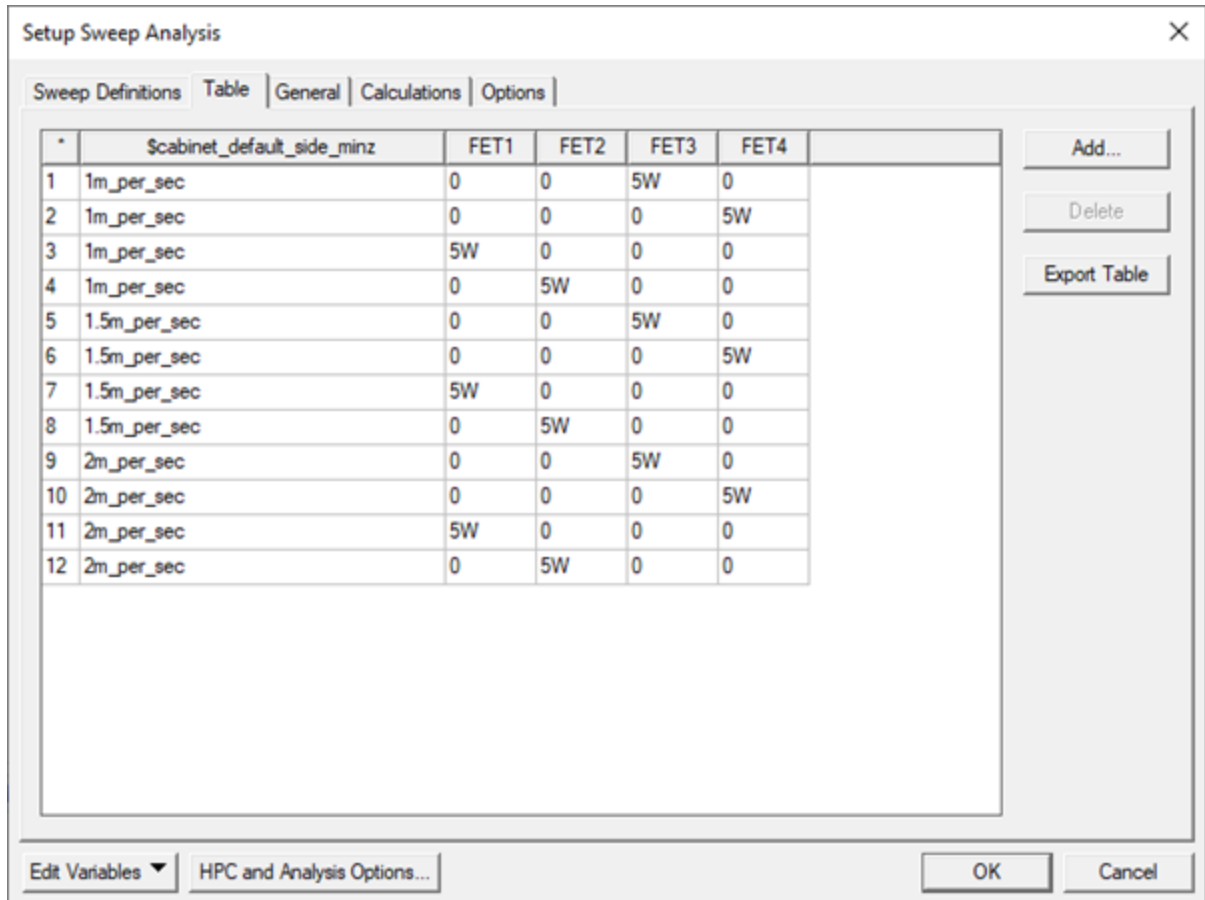 Setup Sweep Analysis
Sweep Definitions Table General Calculations Options
* $cabinet_default_side_minz FET1 FET2 FET3 FET4
1 1m_per_sec 0 0 5W 0
2 1m_per_sec 0 0 0 5W
3 1m_per_sec 5W 0 0 0
4 1m_per_sec 0 5W 0 0
5 1.5m_per_sec 0 0 5W 0
6 1.5m_per_sec 0 0 0 5W
7 1.5m_per_sec 5W 0 0 0
8 1.5m_per_sec 0 5W 0 0
9 2m_per_sec 0 0 5W 0
10 2m_per_sec 0 0 0 5W
11 2m_per_sec 5W 0 0 0
12 2m_per_sec 0 5W 0 0
Add...
Delete
Export Table
Edit Variables HPC and Analysis Options... OK Cancel